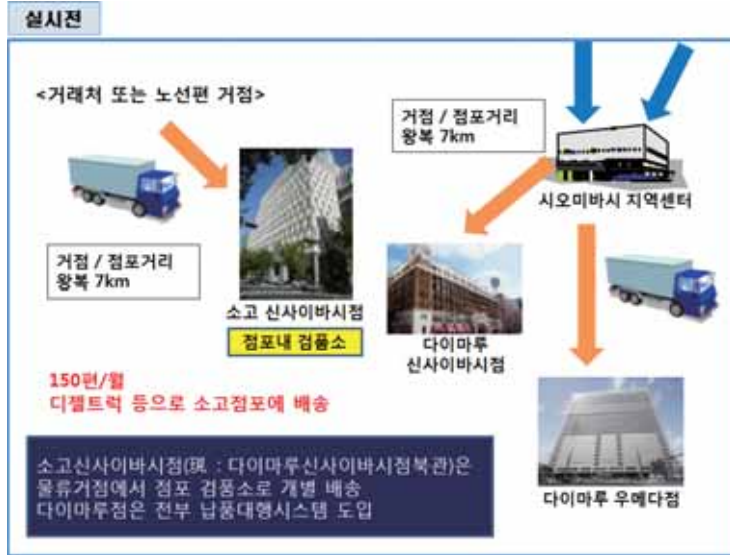 실시전
<거래처 또는 노선편 거점>
거점 / 점포거리
왕복 7km
시오미바시 지역센터
거점 / 점포거리
왕복 7km
소고 신사이바시점
점포내 검품소
다이마루
신사이바시점
150편/월
디젤트럭 등으로 소고점포에 배송
소고신사이바시점(現 : 다이마루신사이바시점북관)은
물류거점에서 점포 검품소로 개별 배송
다이마루점은 전부 납품대행시스템 도입
다이마루 우메다점